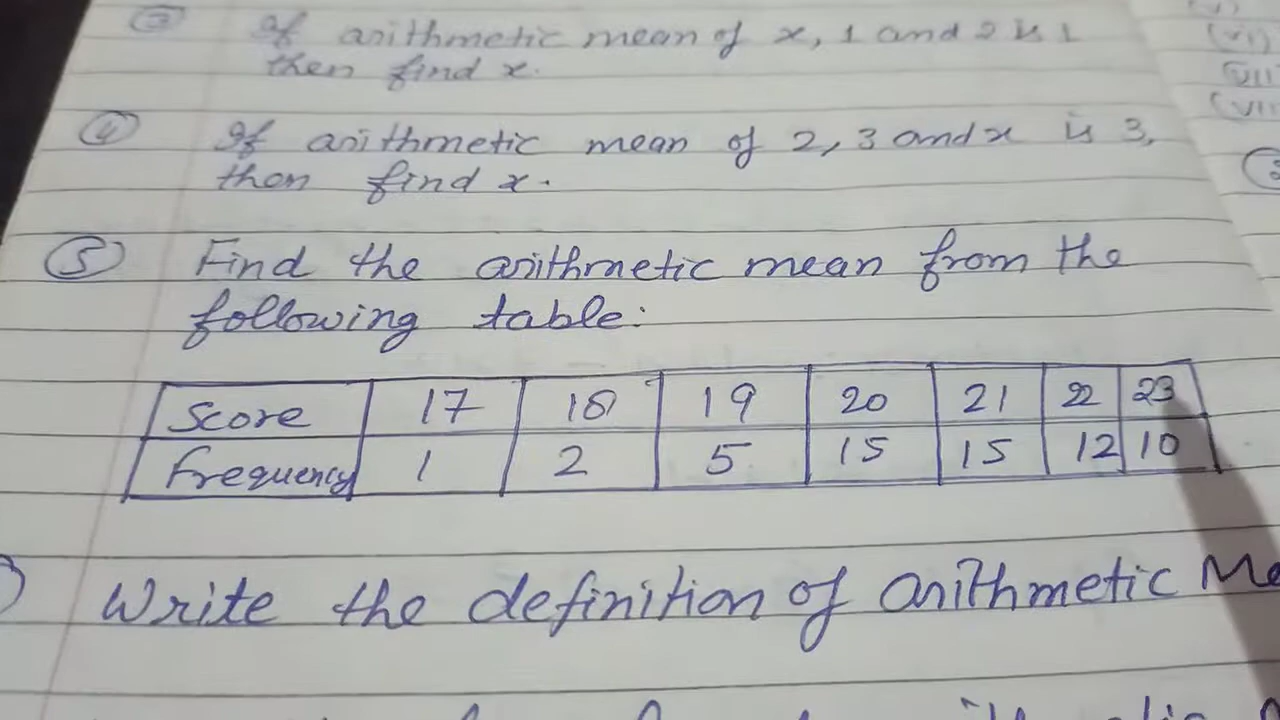 ③ If arithmetic mean of x, 1 and 2 is 1
then find x.
④ If arithmetic mean of 2, 3 and x is 3,
then find x.
⑤ Find the arithmetic mean from the
following table:
Score 17 18 19 20 21 22 23
Frequency 1 2 5 15 15 12 10
Write the definition of arithmetic Me
(vi)